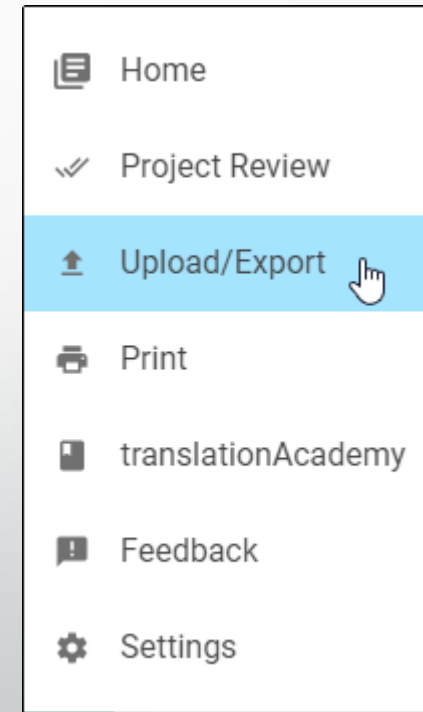 Home
Project Review
Upload/Export
Print
translationAcademy
Feedback
Settings